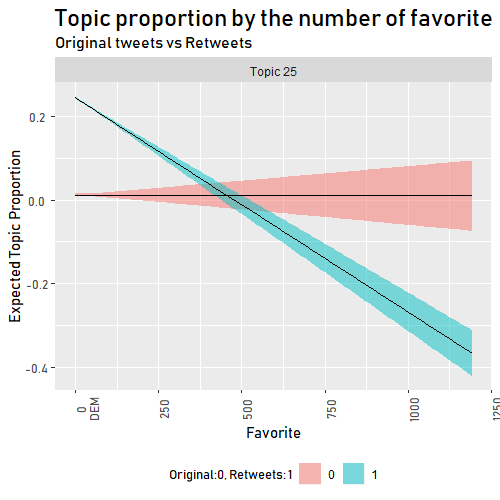 Topic proportion by the number of favorite
Original tweets vs Retweets
Topic 25
Expected Topic Proportion
0.2
0.0
-0.2
-0.4
0
DEM
250
500
750
1000
1250
Favorite
Original:0, Retweets:1
0
1